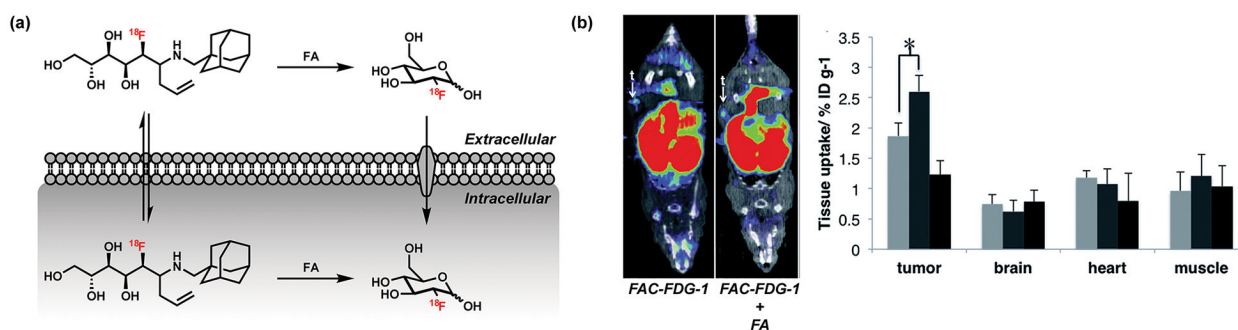 (a)
18F
OH OH
H
N
HO
OH OH
FA
HO
HO
O
HO
OH
18F
Extracellular
Intracellular
18F
OH OH
H
N
HO
OH OH
FA
HO
HO
O
HO
OH
18F
(b)
t
t
FAC-FDG-1
FAC-FDG-1
+
FA
Tissue uptake/ % ID g-1
3.5
3
2.5
2
1.5
1
0.5
0
*
tumor
brain
heart
muscle